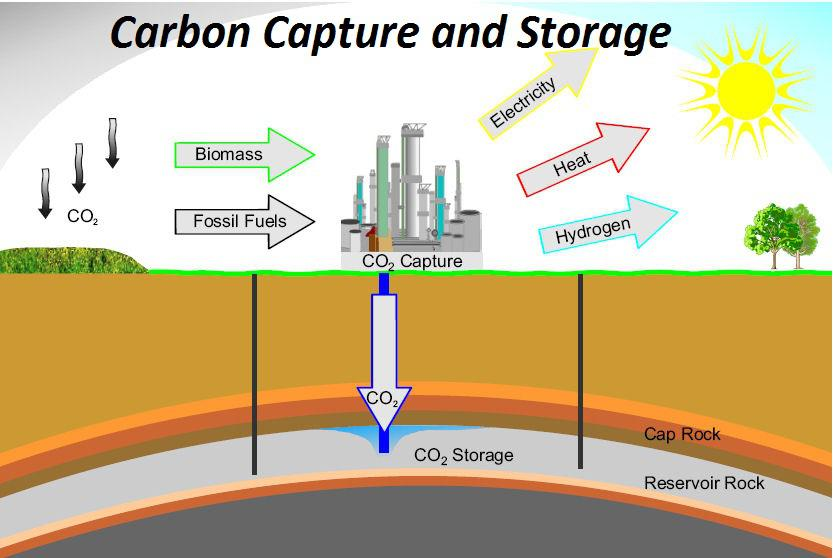 Carbon Capture and Storage
Electricity
Biomass
Heat
CO₂
Fossil Fuels
Hydrogen
CO₂ Capture
CO₂
Cap Rock
CO₂ Storage
Reservoir Rock